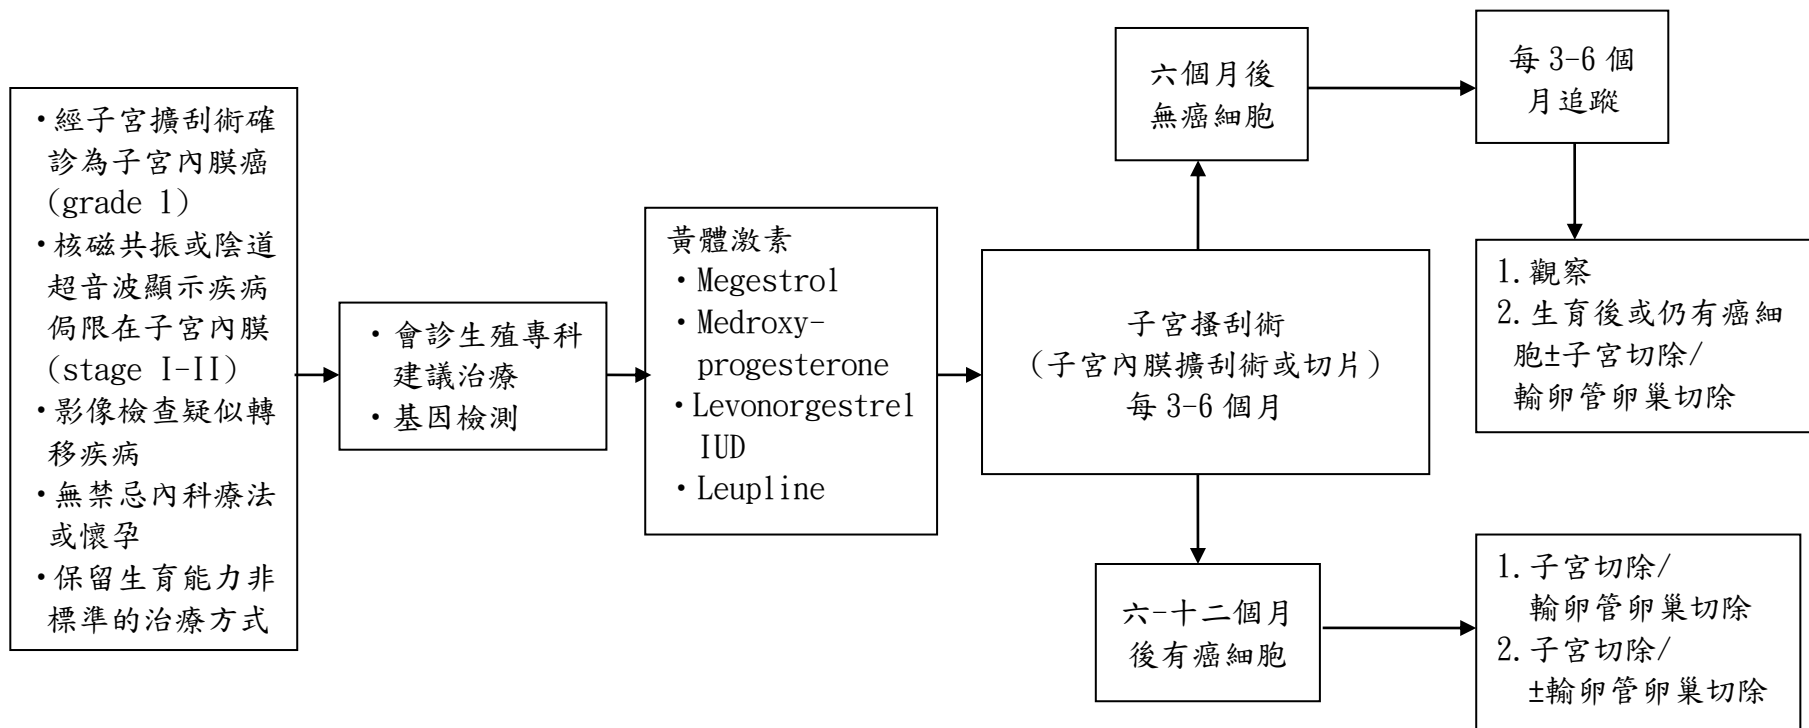 ・經子宮擴刮術確
診為子宮內膜癌
(grade 1)
・核磁共振或陰道
超音波顯示疾病
侷限在子宮內膜
(stage I-II)
・影像檢查疑似轉
移疾病
・無禁忌內科療法
或懷孕
・保留生育能力非
標準的治療方式
・會診生殖專科
建議治療
・基因檢測
黃體激素
・Megestrol
・Medroxy-
progesterone
・Levonorgestrel
IUD
・Leupline
子宮搔刮術
(子宮內膜擴刮術或切片)
每 3-6 個月
六個月後
無癌細胞
每 3-6 個
月追蹤
1.觀察
2.生育後或仍有癌細
胞±子宮切除/
輸卵管卵巢切除
六-十二個月
後有癌細胞
1.子宮切除/
輸卵管卵巢切除
2.子宮切除/
±輸卵管卵巢切除